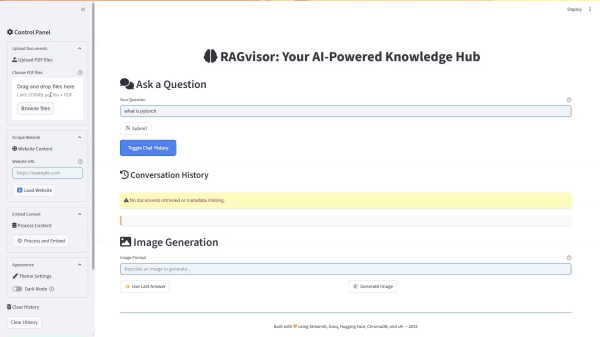 Deploy
Control Panel
Upload Documents
Upload PDF files
Choose PDF files
Drag and drop files here
Limit 200MB per file • PDF
Browse files
Scrape Website
Website Content
Website URL
https://example.com
Load Website
Embed Content
Process Content
Process and Embed
Appearance
Theme Settings
Dark Mode
Clear History
Clear History
RAGvisor: Your AI-Powered Knowledge Hub
Ask a Question
Your Question
what is pytorch
Submit
Toggle Chat History
Conversation History
No documents retrieved or metadata missing.
Image Generation
Image Prompt
Describe an image to generate...
Use Last Answer
Generate Image
Built with 🧡 using Streamlit, Groq, Hugging Face, ChromaDB, and xAI — 2025